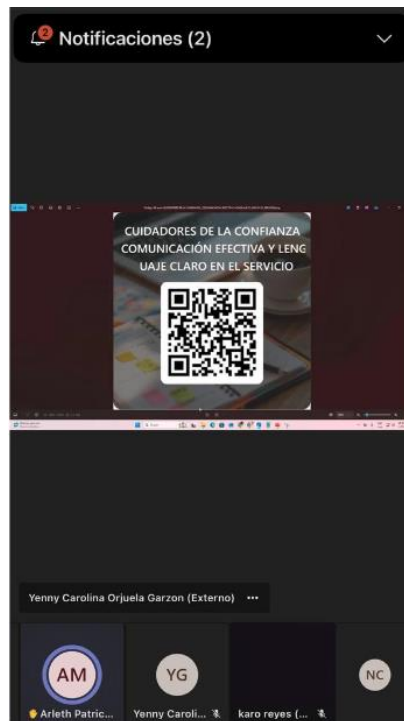 2
Notificaciones (2)
CUIDADORES DE LA CONFIANZA
COMUNICACIÓN EFECTIVA Y LENG
UAJE CLARO EN EL SERVICIO
Yenny Carolina Orjuela Garzon (Externo) ...
AM
YG
NC
Arleth Patric...
Yenny Caroli...
karo reyes (...